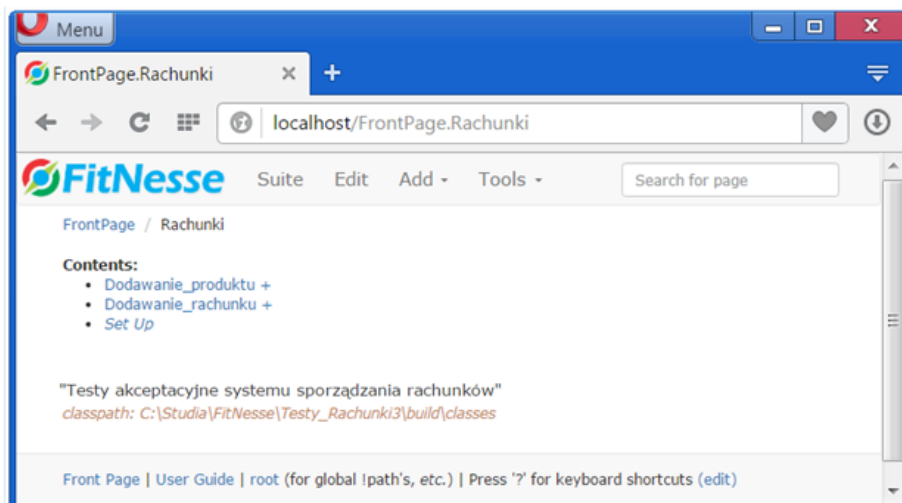 Menu
FrontPage.Rachunki
localhost/FrontPage.Rachunki
FitNesse Suite Edit Add Tools Search for page
FrontPage / Rachunki
Contents:
• Dodawanie_produktu +
• Dodawanie_rachunku +
• Set Up
"Testy akceptacyjne systemu sporządzania rachunków"
classpath: C:\Studia\FitNesse\Testy_Rachunki3\build\classes
Front Page | User Guide | root (for global !path's, etc.) | Press '?' for keyboard shortcuts (edit)